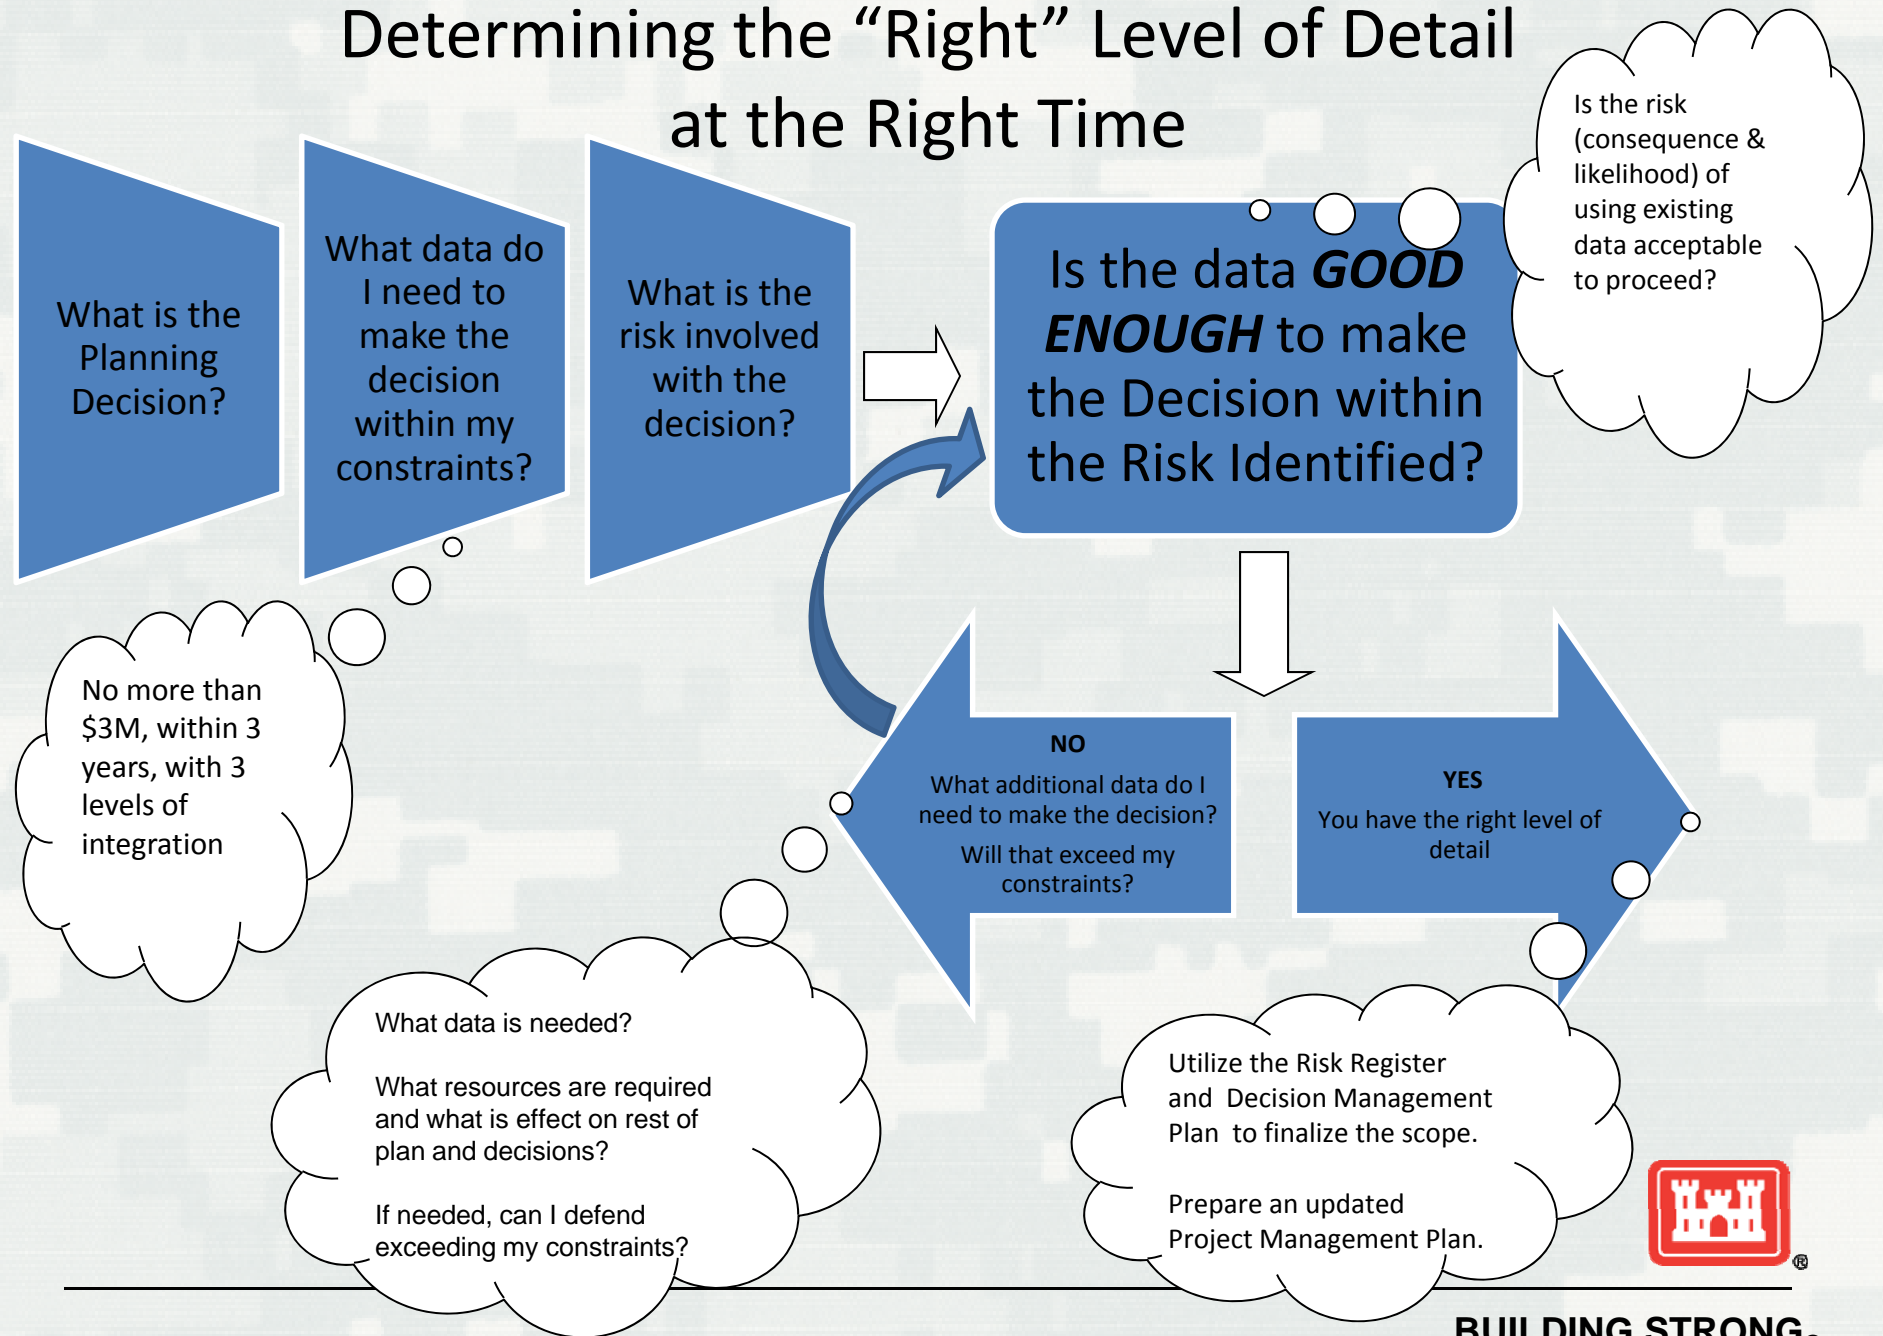 Determining the “Right” Level of Detail
at the Right Time
What is the
Planning
Decision?
What data do
I need to
make the
decision
within my
constraints?
What is the
risk involved
with the
decision?
Is the data GOOD
ENOUGH to make
the Decision within
the Risk Identified?
Is the risk
(consequence &
likelihood) of
using existing
data acceptable
to proceed?
No more than
$3M, within 3
years, with 3
levels of
integration
NO
What additional data do I
need to make the decision?
Will that exceed my
constraints?
YES
You have the right level of
detail
What data is needed?
What resources are required
and what is effect on rest of
plan and decisions?
If needed, can I defend
exceeding my constraints?
Utilize the Risk Register
and Decision Management
Plan to finalize the scope.
Prepare an updated
Project Management Plan.
®
BUILDING STRONG®